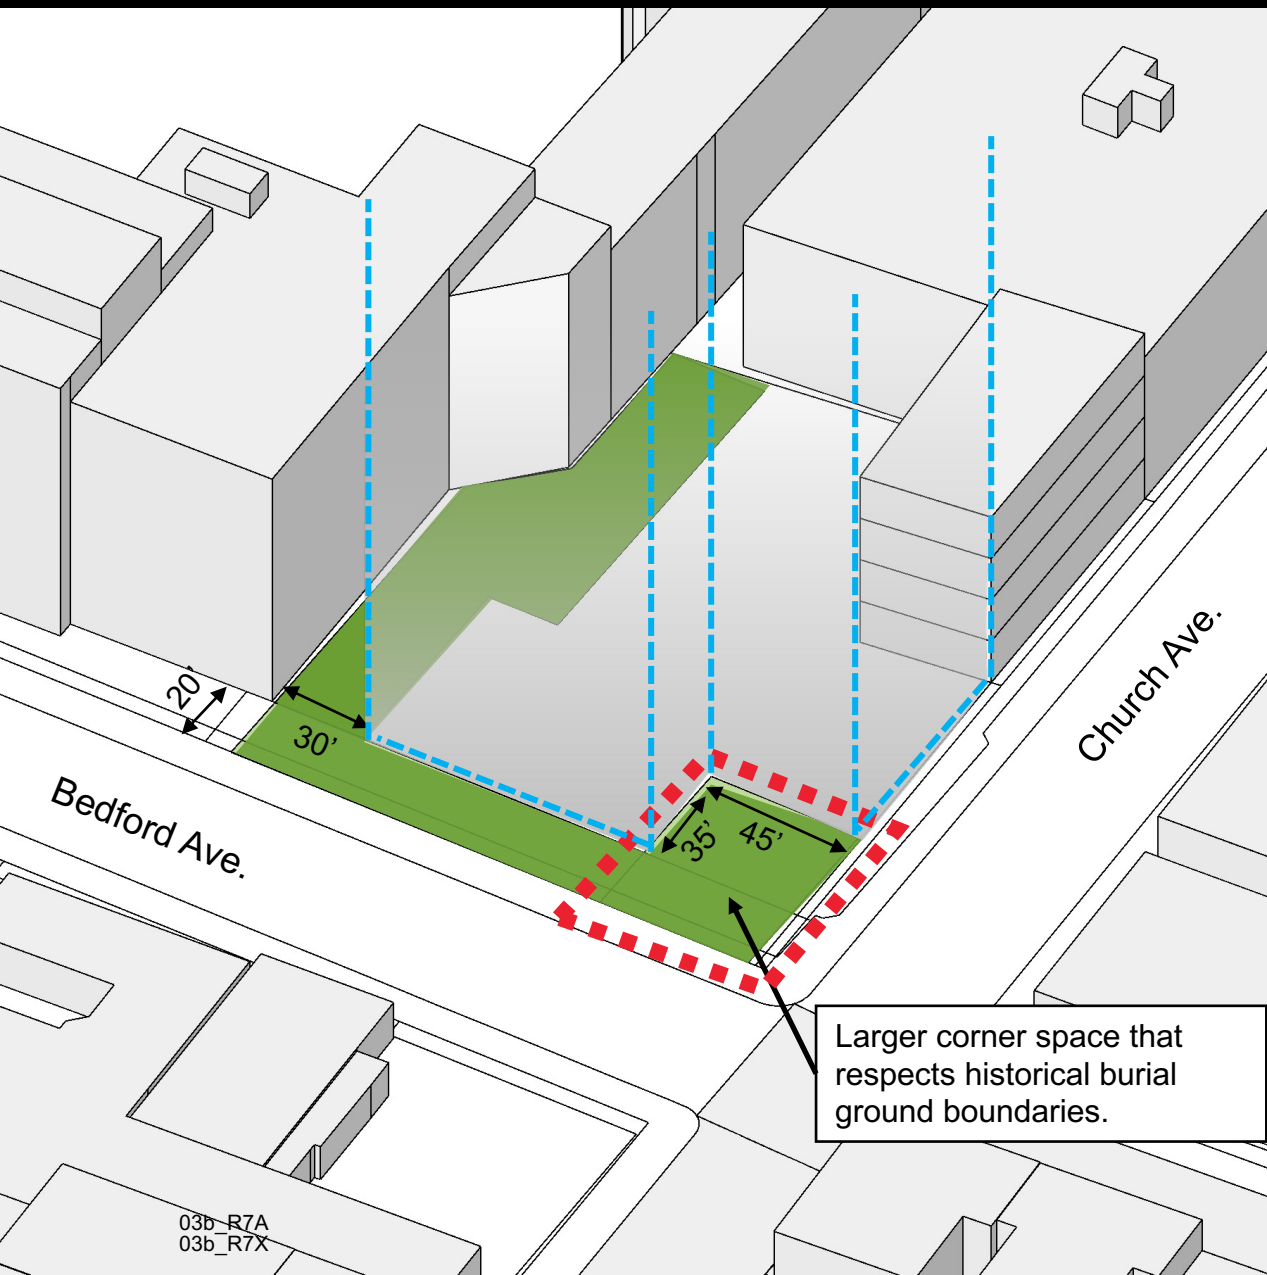 20’
30’
Bedford Ave.
35’
45’
Church Ave.
Larger corner space that
respects historical burial
ground boundaries.
03b_R7A
03b_R7X